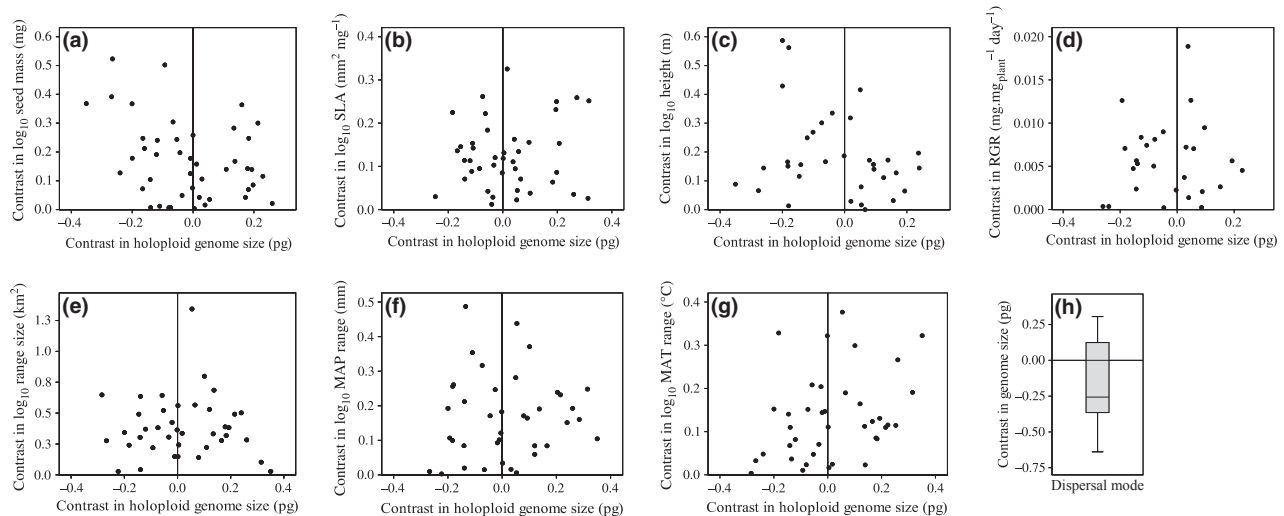 (a)
Contrast in log10 seed mass (mg)
0.6
0.5
0.4
0.3
0.2
0.1
0.0
−0.4 −0.2 0.0 0.2
Contrast in holoploid genome size (pg)
(b)
Contrast in log10 SLA (mm² mg⁻¹)
0.4
0.3
0.2
0.1
0.0
−0.4 −0.2 0.0 0.2 0.4
Contrast in holoploid genome size (pg)
(c)
Contrast in log10 height (m)
0.6
0.5
0.4
0.3
0.2
0.1
0.0
−0.4 −0.2 0.0 0.2
Contrast in holoploid genome size (pg)
(d)
Contrast in RGR (mg.mgplant⁻¹ day⁻¹)
0.020
0.015
0.010
0.005
0.000
−0.4 −0.2 0.0 0.2
Contrast in holoploid genome size (pg)
(e)
Contrast in log10 range size (km²)
1.3
0.8
0.5
0.3
0.0
−0.4 −0.2 0.0 0.2 0.4
Contrast in holoploid genome size (pg)
(f)
Contrast in log10 MAP range (mm)
0.5
0.4
0.3
0.2
0.1
0.0
−0.4 −0.2 0.0 0.2 0.4
Contrast in holoploid genome size (pg)
(g)
Contrast in log10 MAT range (°C)
0.4
0.3
0.2
0.1
0.0
−0.4 −0.2 0.0 0.2 0.4
Contrast in holoploid genome size (pg)
(h)
Contrast in genome size (pg)
0.25
0.00
−0.25
−0.50
−0.75
Dispersal mode